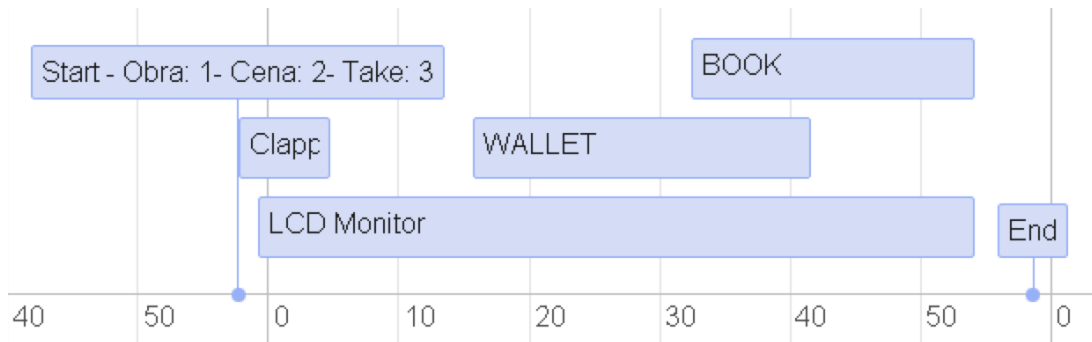 Start - Obra: 1- Cena: 2- Take: 3
BOOK
Clapp
WALLET
LCD Monitor
End
40 50 0 10 20 30 40 50 0